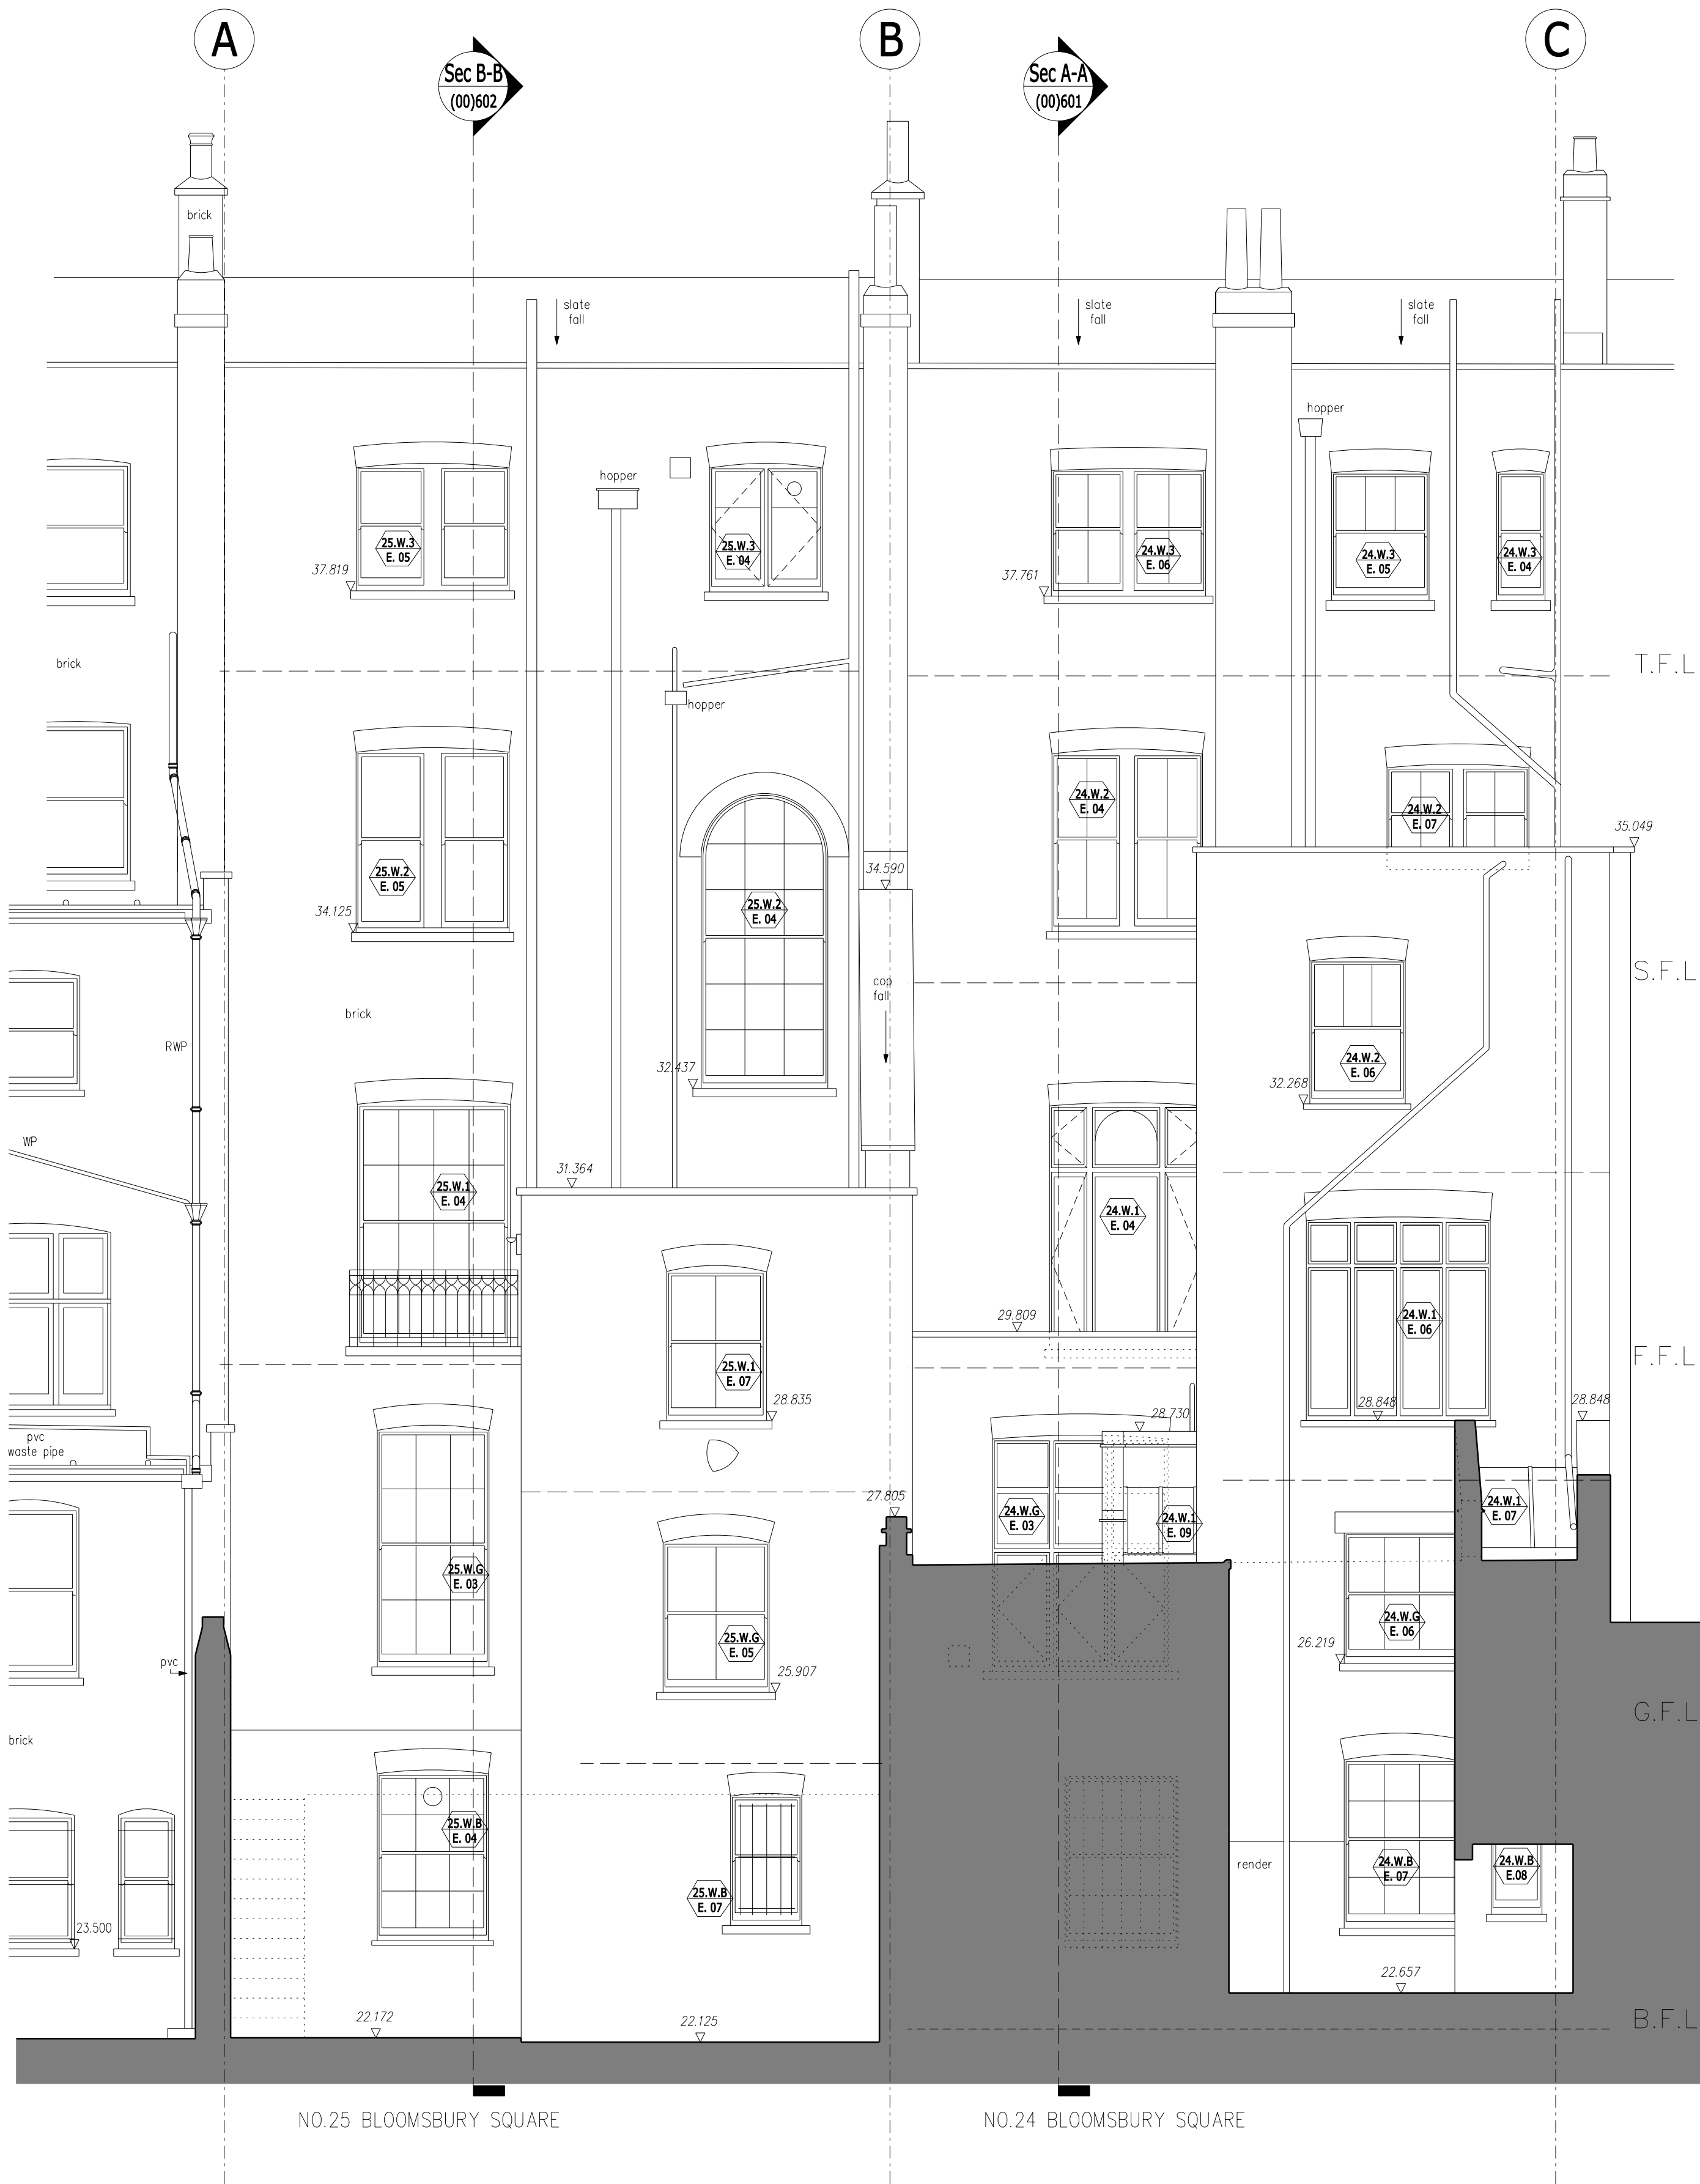 A
B
C
Sec B-B
(00)602
Sec A-A
(00)601
brick
slate
fall
slate
fall
slate
fall
hopper
hopper
25.W.3
E. 05
25.W.3
E. 04
24.W.3
E. 06
24.W.3
E. 05
24.W.3
E. 04
37.819
37.761
brick
T.F.L
hopper
24.W.2
E. 04
24.W.2
E. 07
35.049
25.W.2
E. 05
34.590
25.W.2
E. 04
34.125
S.F.L
cop
fall
brick
RWP
24.W.2
E. 06
32.437
32.268
WP
31.364
25.W.1
E. 04
24.W.1
E. 04
29.809
24.W.1
E. 06
F.F.L
25.W.1
E. 07
28.835
28.730
28.848
28.848
pvc
waste pipe
27.805
24.W.G
E. 03
24.W.1
E. 09
24.W.1
E. 07
25.W.G
E. 03
25.W.G
E. 05
24.W.G
E. 06
26.219
pvc
25.907
G.F.L
brick
25.W.B
E. 04
render
24.W.B
E. 07
24.W.B
E.08
25.W.B
E. 07
23.500
22.657
22.172
22.125
B.F.L
NO.25 BLOOMSBURY SQUARE
NO.24 BLOOMSBURY SQUARE